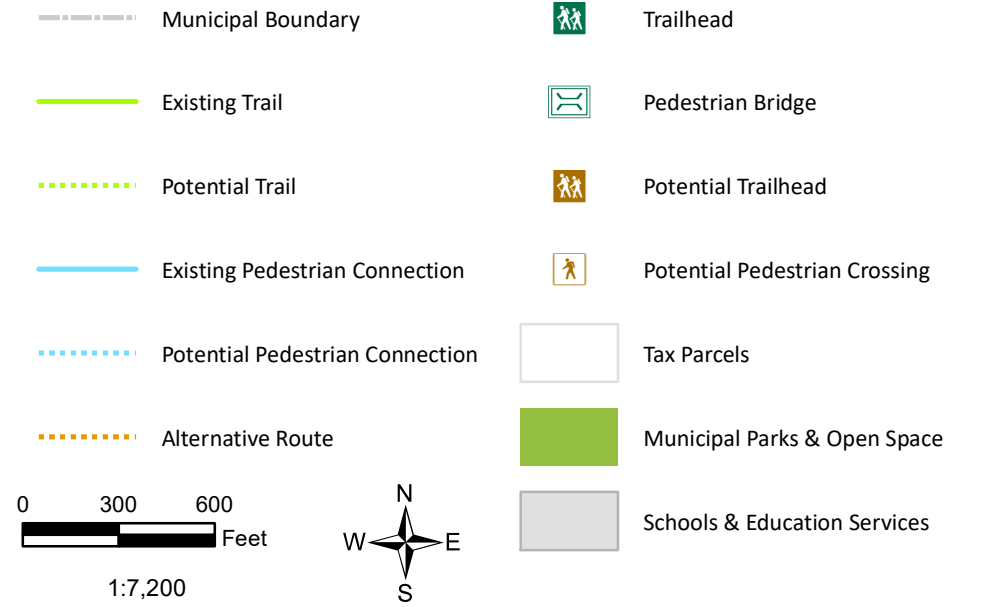 Municipal Boundary
Existing Trail
Potential Trail
Existing Pedestrian Connection
Potential Pedestrian Connection
Alternative Route
0 300 600
Feet
1:7,200
N
W E
S
Trailhead
Pedestrian Bridge
Potential Trailhead
Potential Pedestrian Crossing
Tax Parcels
Municipal Parks & Open Space
Schools & Education Services